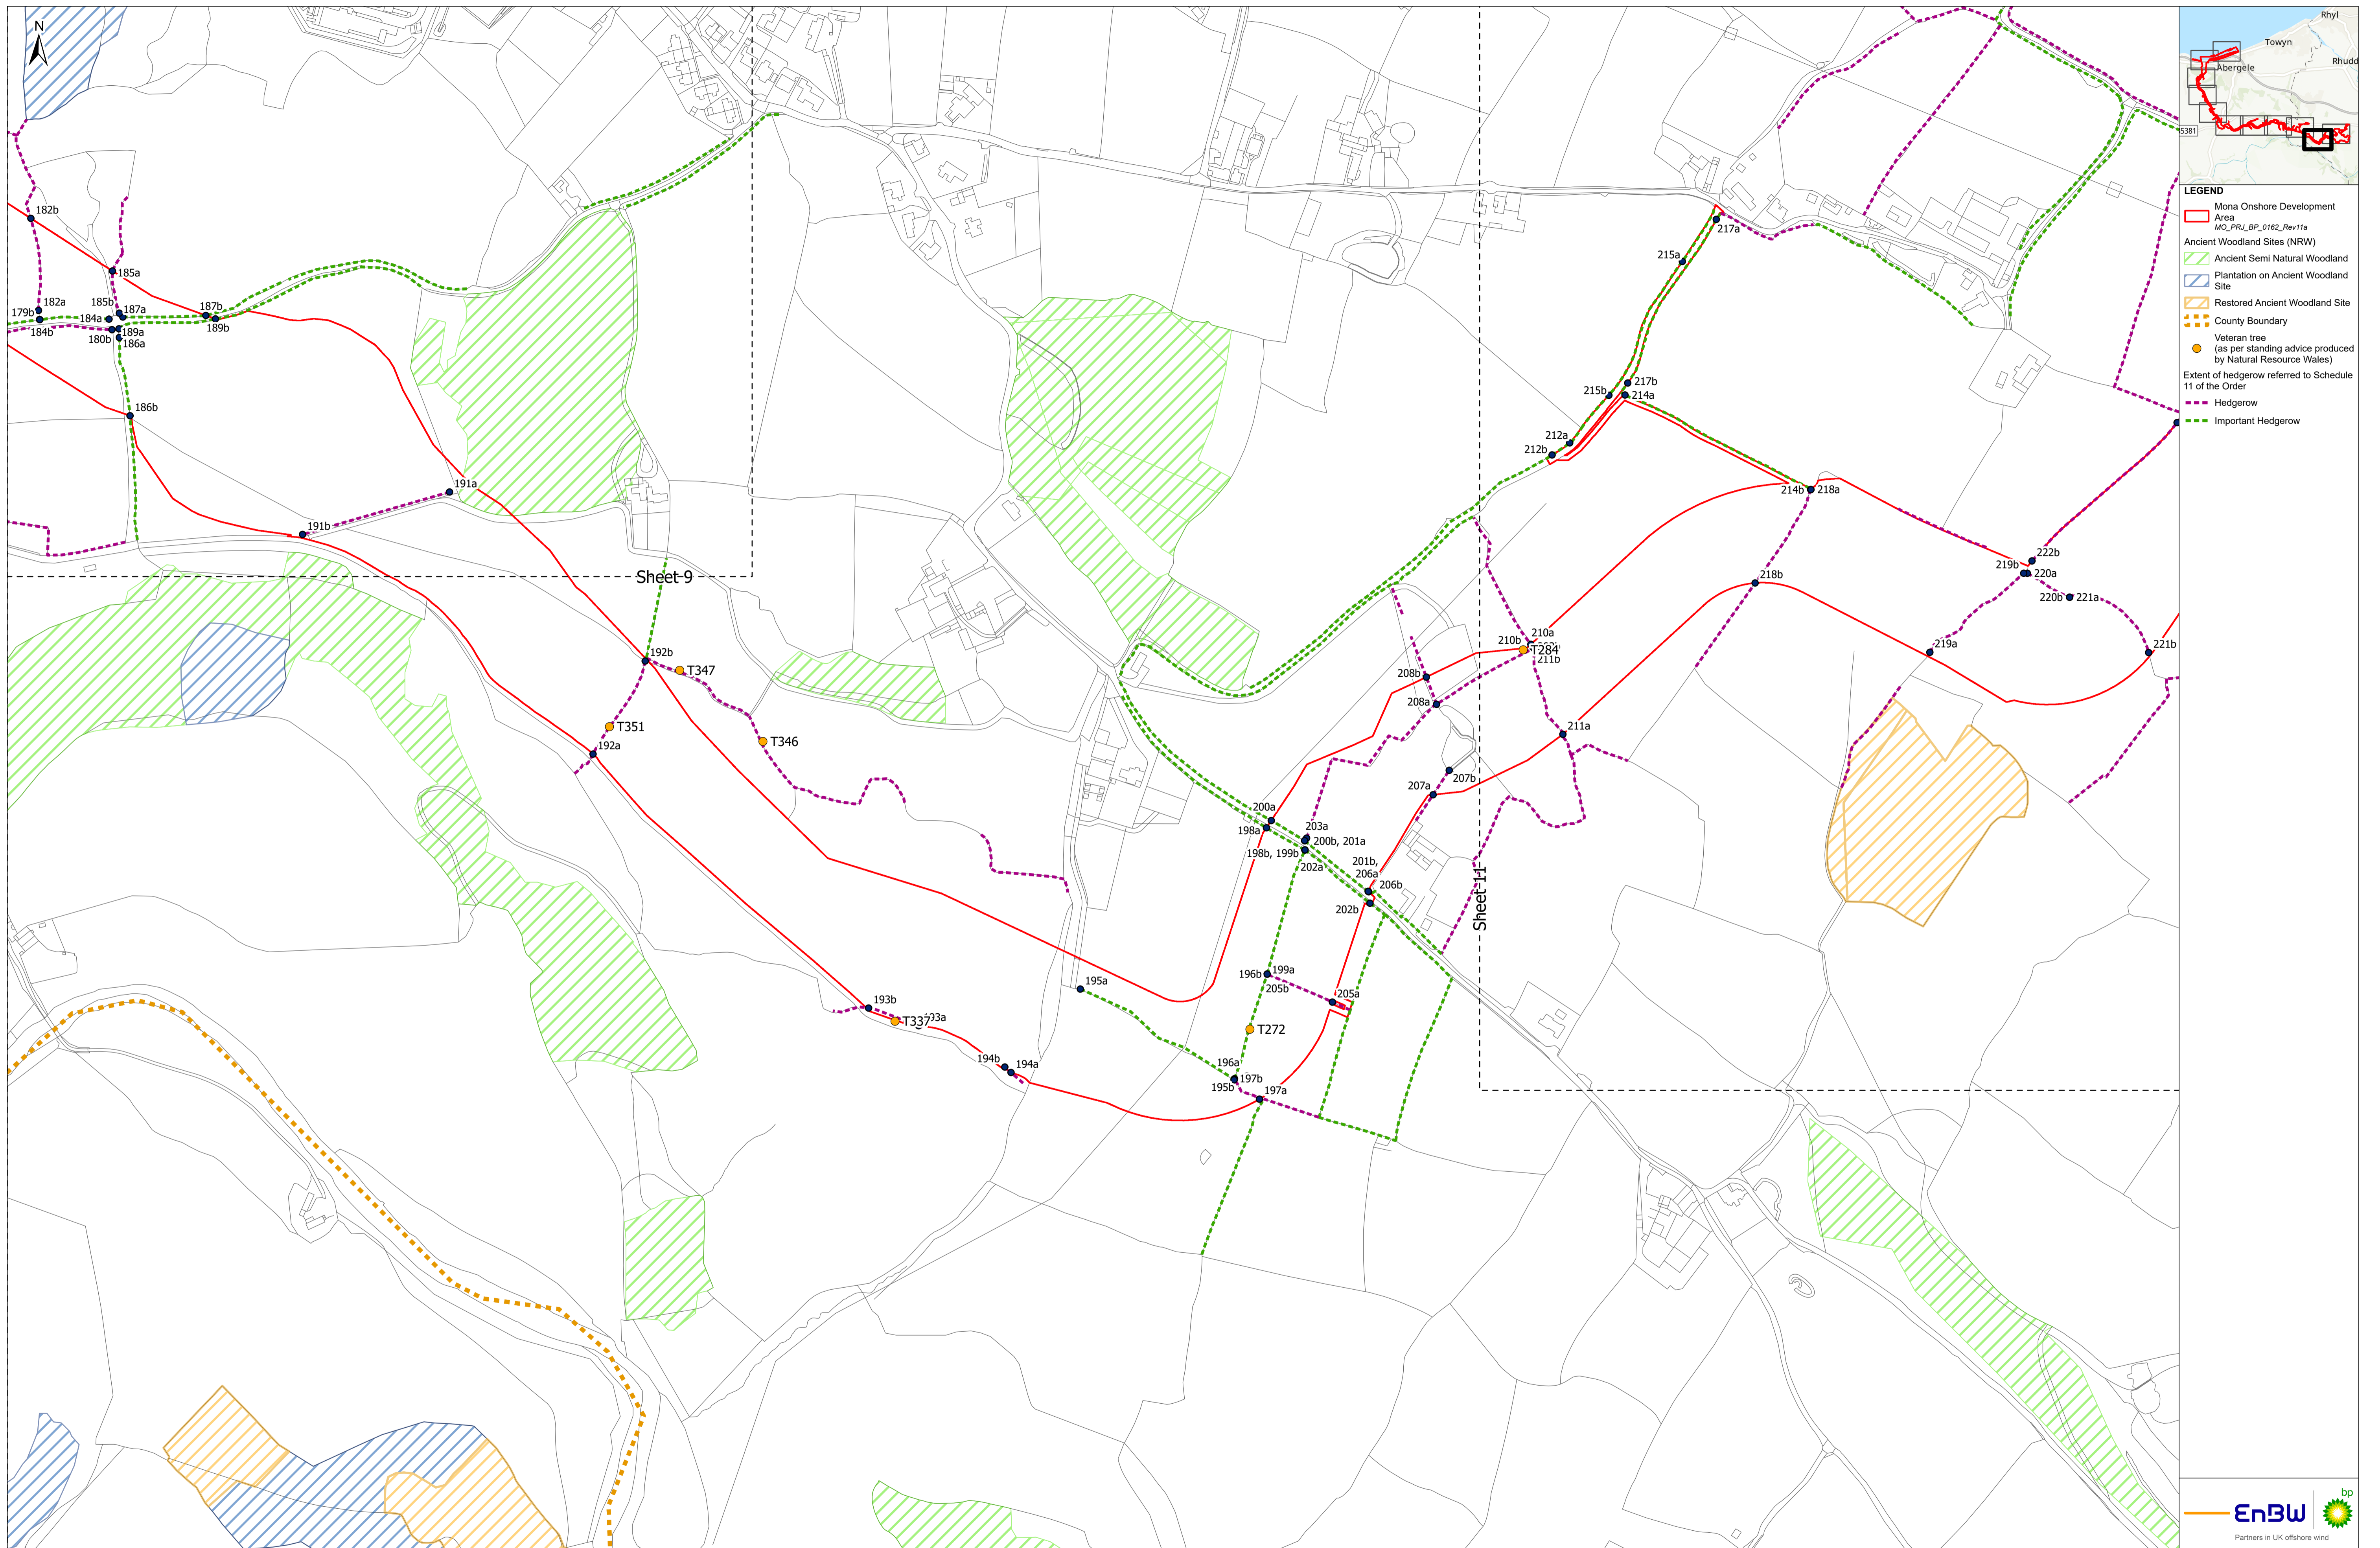 N
182b
185a
182a
185b
187a
187b
179b
184a
184b
189a
189b
180b
186a
186b
191a
191b
Sheet 9
192b
T347
T351
T346
192a
193b
T337
194b
194a
195a
200a
198a
203a
200b, 201a
198b, 199b
202a
201b,
206a
206b
202b
196b
199a
205b
205a
T272
196a
197b
195b
197a
208b
208a
207b
207a
210a
210b
T284
211b
211a
Sheet 11
217a
215a
217b
215b
214a
212a
212b
214b
218a
218b
222b
219b
220a
220b
221a
219a
221b
Rhyl
Towyn
Rhudd
Abergele
5381
LEGEND
Mona Onshore Development
Area
MO_PRJ_BP_0162_Rev11a
Ancient Woodland Sites (NRW)
Ancient Semi Natural Woodland
Plantation on Ancient Woodland
Site
Restored Ancient Woodland Site
County Boundary
Veteran tree
(as per standing advice produced
by Natural Resource Wales)
Extent of hedgerow referred to Schedule
11 of the Order
Hedgerow
Important Hedgerow
EnBW
bp
Partners in UK offshore wind